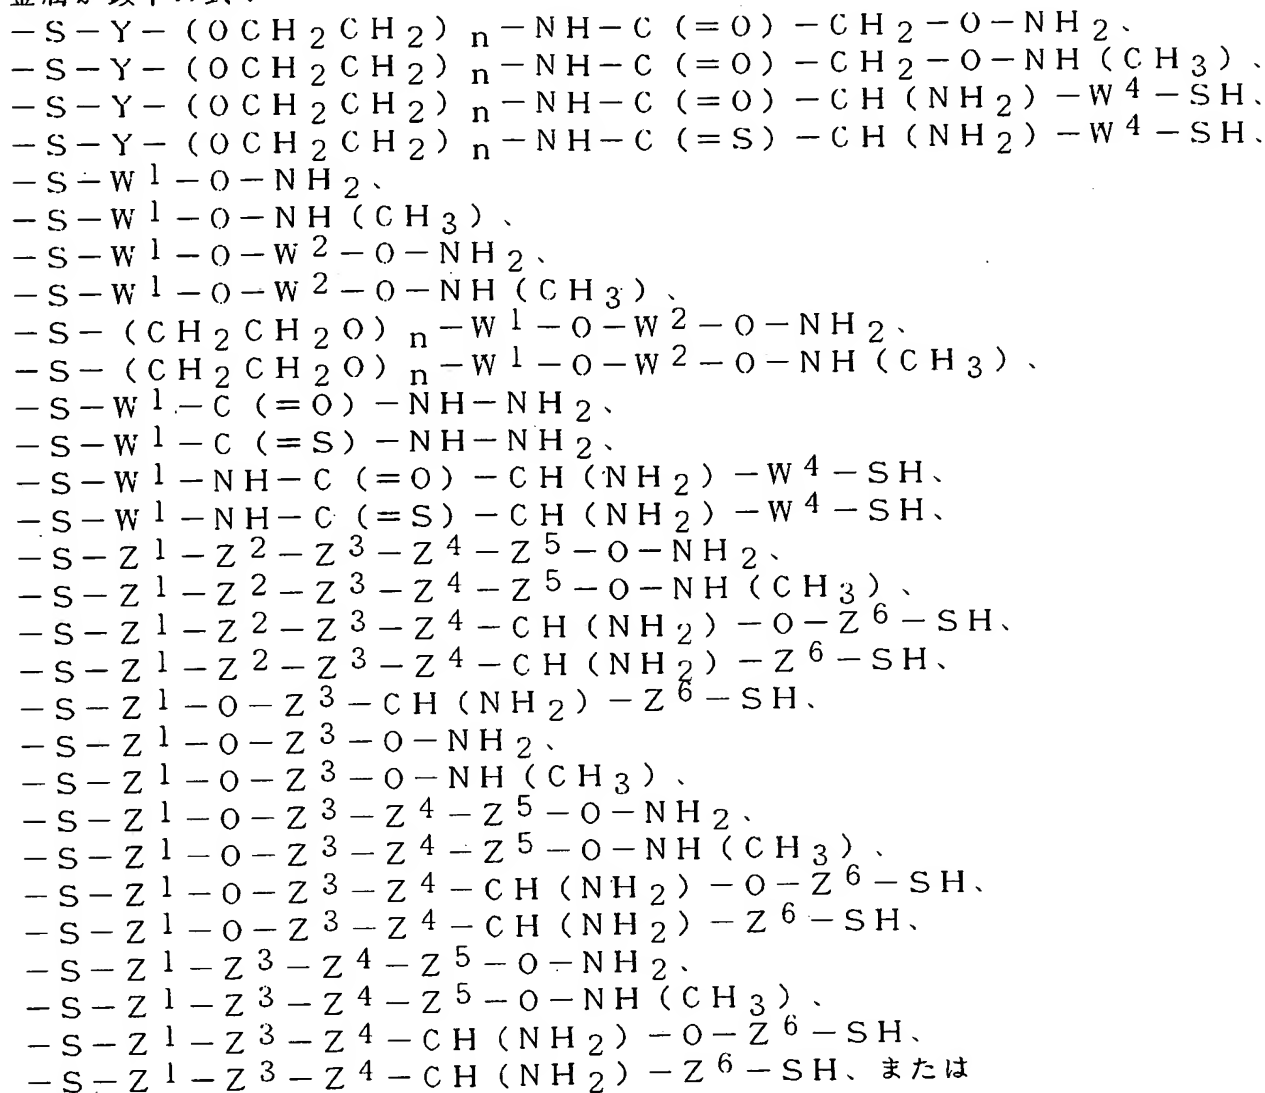 -S-Y-(OCH2CH2)n-NH-C(=O)-CH2-O-NH2、
-S-Y-(OCH2CH2)n-NH-C(=O)-CH2-O-NH(CH3)、
-S-Y-(OCH2CH2)n-NH-C(=O)-CH(NH2)-W4-SH、
-S-Y-(OCH2CH2)n-NH-C(=S)-CH(NH2)-W4-SH、
-S-W1-O-NH2、
-S-W1-O-NH(CH3)、
-S-W1-O-W2-O-NH2、
-S-W1-O-W2-O-NH(CH3)、
-S-(CH2CH2O)n-W1-O-W2-O-NH2、
-S-(CH2CH2O)n-W1-O-W2-O-NH(CH3)、
-S-W1-C(=O)-NH-NH2、
-S-W1-C(=S)-NH-NH2、
-S-W1-NH-C(=O)-CH(NH2)-W4-SH、
-S-W1-NH-C(=S)-CH(NH2)-W4-SH、
-S-Z1-Z2-Z3-Z4-Z5-O-NH2、
-S-Z1-Z2-Z3-Z4-Z5-O-NH(CH3)、
-S-Z1-Z2-Z3-Z4-CH(NH2)-O-Z6-SH、
-S-Z1-Z2-Z3-Z4-CH(NH2)-Z6-SH、
-S-Z1-O-Z3-CH(NH2)-Z6-SH、
-S-Z1-O-Z3-O-NH2、
-S-Z1-O-Z3-O-NH(CH3)、
-S-Z1-O-Z3-Z4-Z5-O-NH2、
-S-Z1-O-Z3-Z4-Z5-O-NH(CH3)、
-S-Z1-O-Z3-Z4-CH(NH2)-O-Z6-SH、
-S-Z1-O-Z3-Z4-CH(NH2)-Z6-SH、
-S-Z1-Z3-Z4-Z5-O-NH2、
-S-Z1-Z3-Z4-Z5-O-NH(CH3)、
-S-Z1-Z3-Z4-CH(NH2)-O-Z6-SH、
-S-Z1-Z3-Z4-CH(NH2)-Z6-SH、または